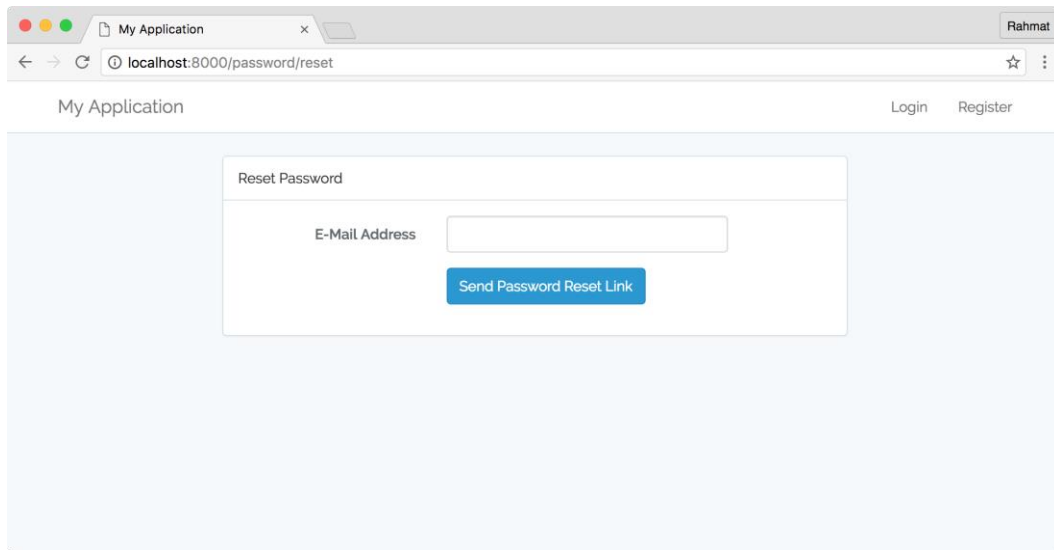 My Application
Rahmat
localhost:8000/password/reset
My Application
Login Register
Reset Password
E-Mail Address
Send Password Reset Link